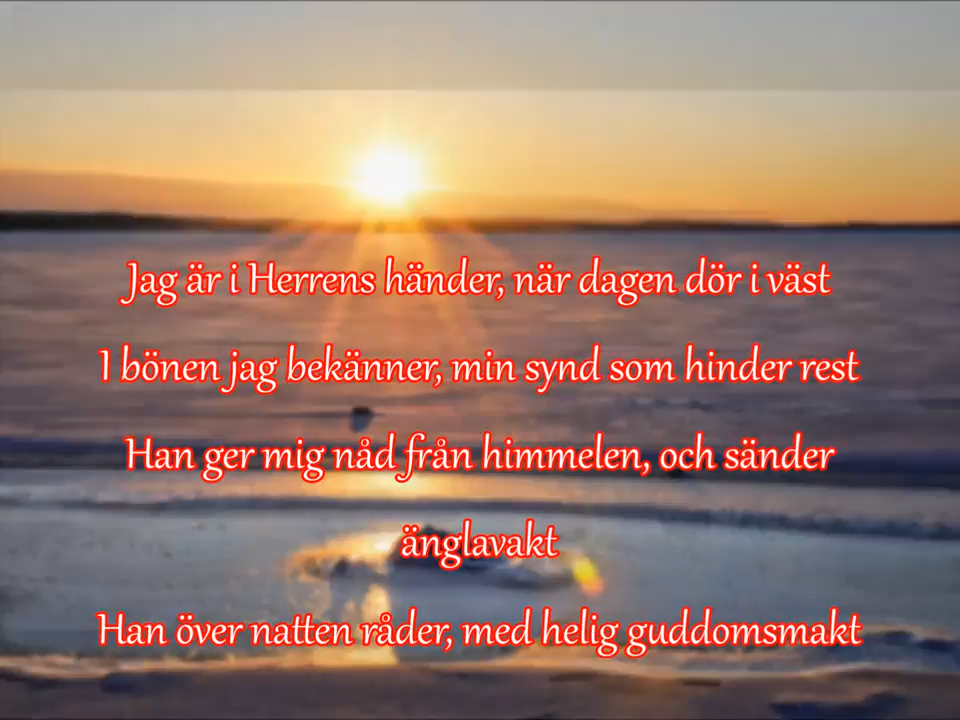 Jag är i Herrens händer, när dagen dör i väst
I bönen jag bekänner, min synd som hinder rest
Han ger mig nåd från himmelen, och sänder
änglavakt
Han över natten råder, med helig guddomsmakt